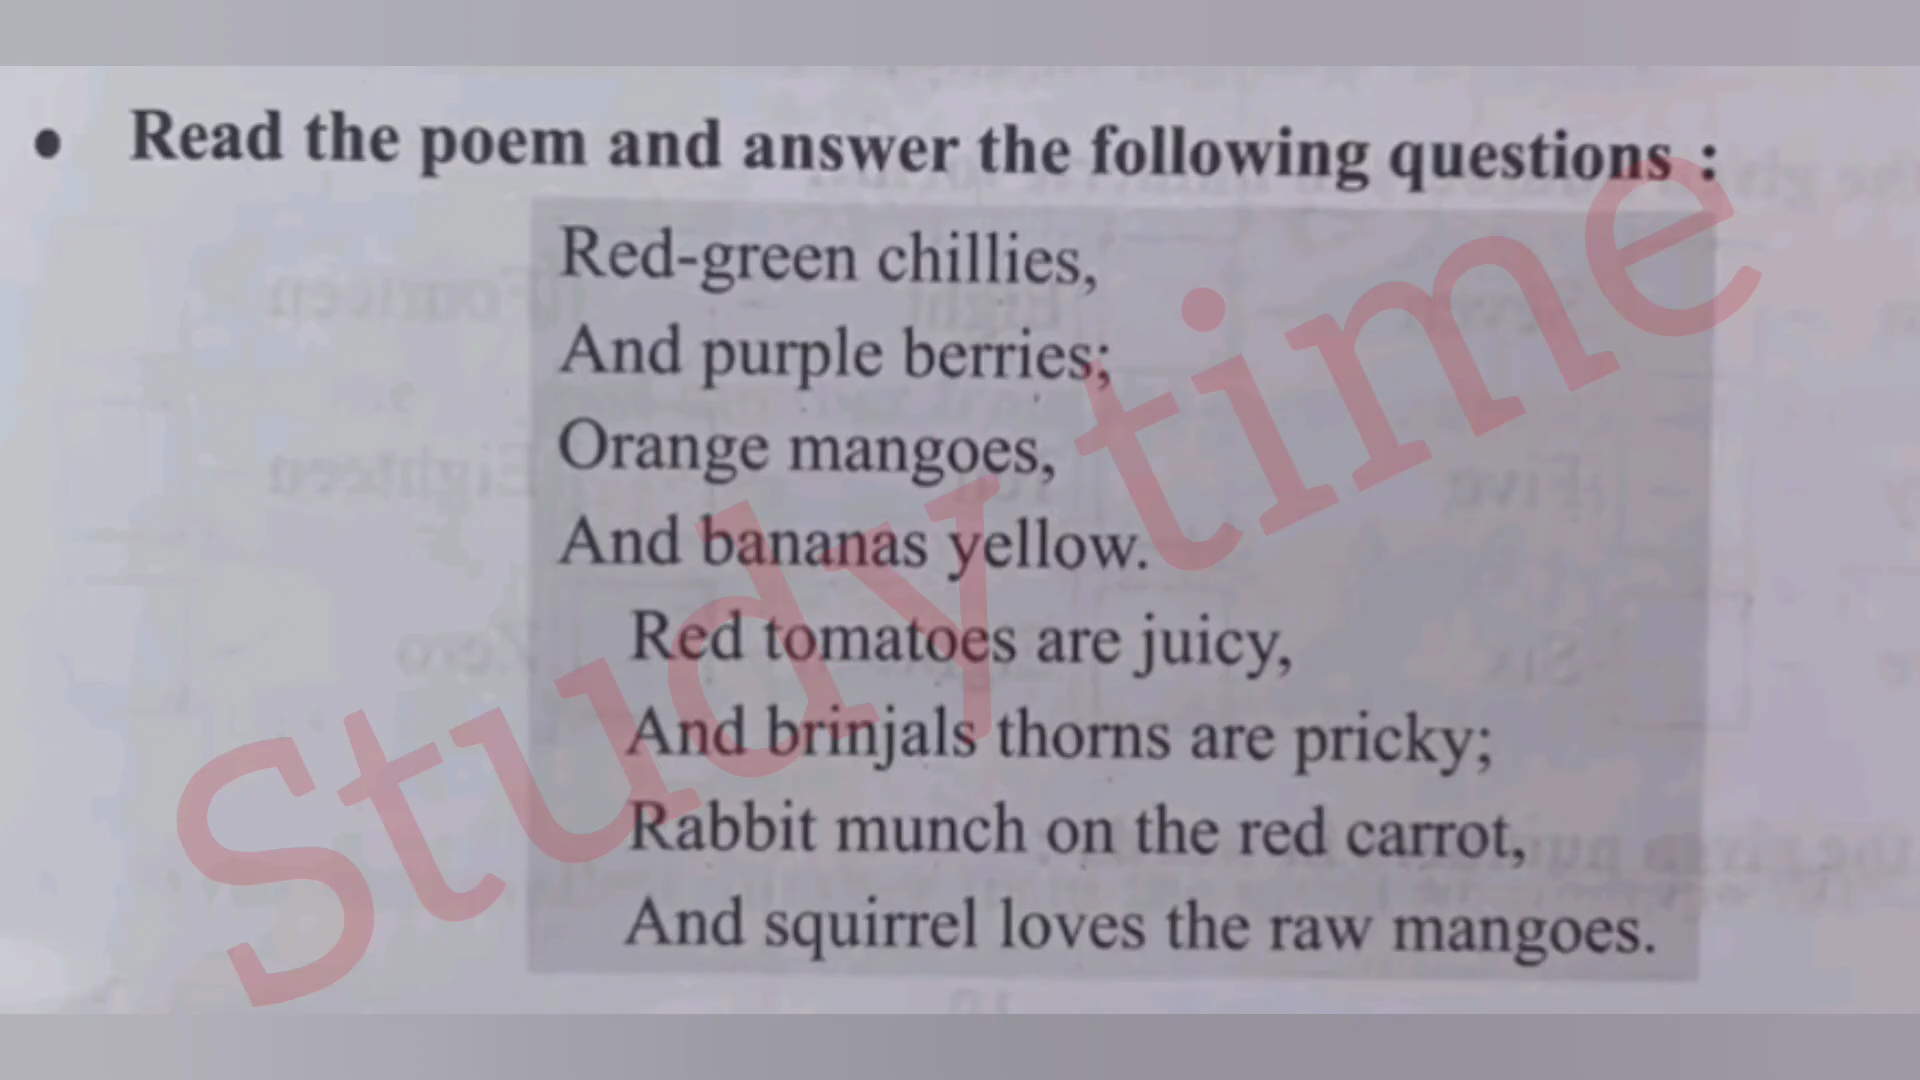 • Read the poem and answer the following questions :
Red-green chillies,
And purple berries;
Orange mangoes,
And bananas yellow.
Red tomatoes are juicy,
And brinjals thorns are pricky;
Rabbit munch on the red carrot,
And squirrel loves the raw mangoes.
Study time